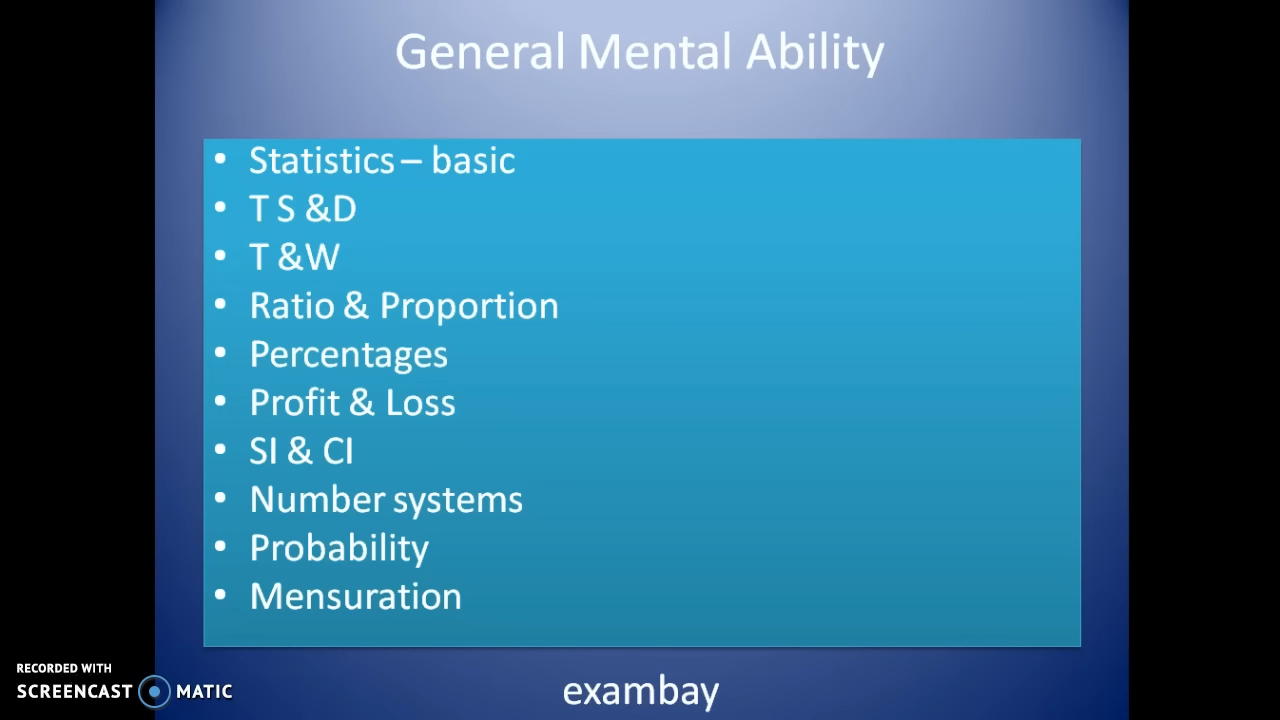 General Mental Ability
• Statistics – basic
• T S &D
• T &W
• Ratio & Proportion
• Percentages
• Profit & Loss
• SI & CI
• Number systems
• Probability
• Mensuration
exambay
RECORDED WITH
SCREENCAST MATIC